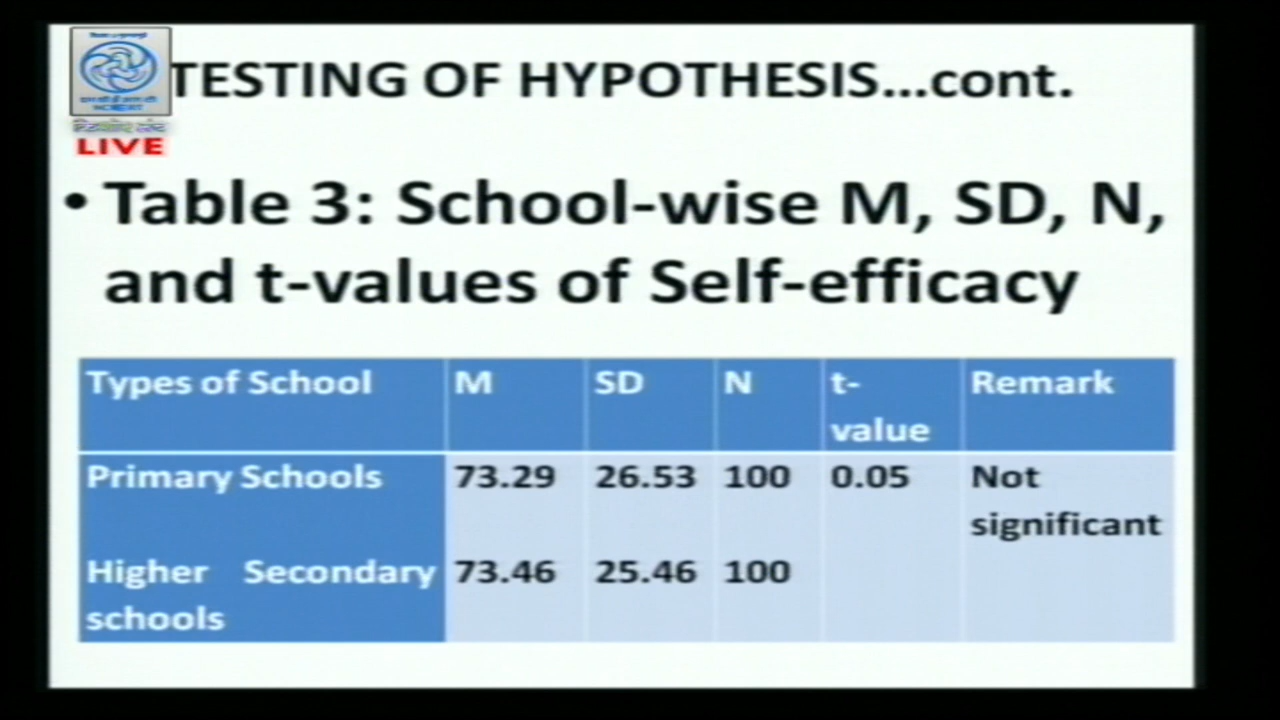 TESTING OF HYPOTHESIS...cont.
NCERT
LIVE
• Table 3: School-wise M, SD, N,
and t-values of Self-efficacy
Types of School M SD N t-value Remark
Primary Schools 73.29 26.53 100 0.05 Not significant
Higher Secondary schools 73.46 25.46 100